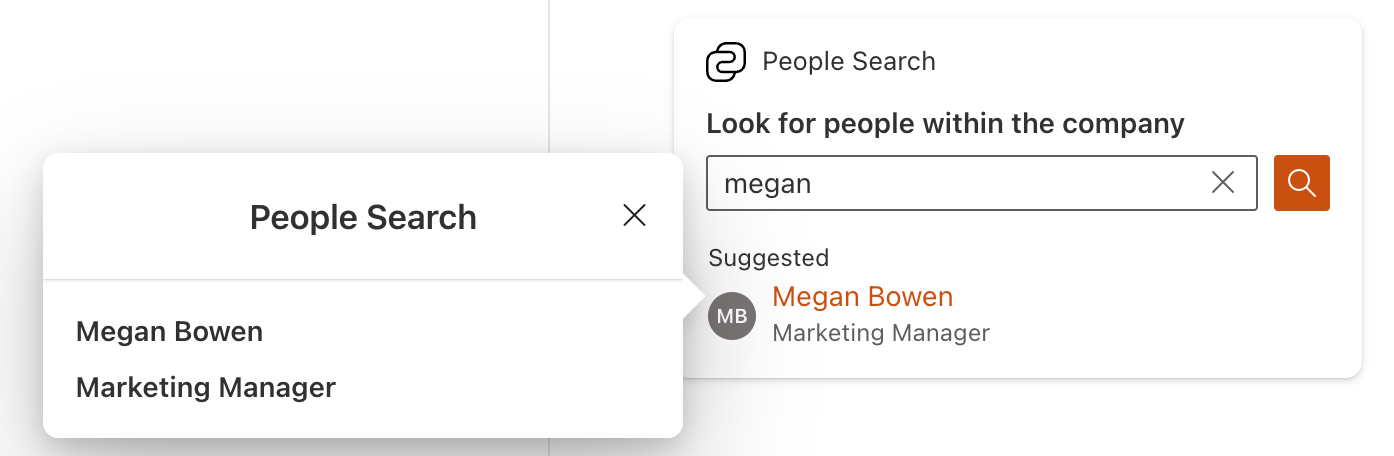 People Search
Look for people within the company
megan
Suggested
MB
Megan Bowen
Marketing Manager
People Search
Megan Bowen
Marketing Manager